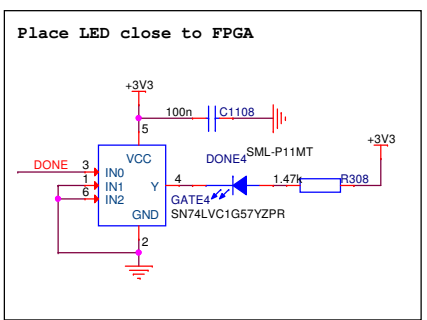 Place LED close to FPGA
+3V3
100n C1108
5
+3V3
VCC
DONE4 SML-P11MT
DONE 3 IN0
1 IN1 Y 4 1.47k R308
6 IN2
GATE4
GND SN74LVC1G57YZPR
2